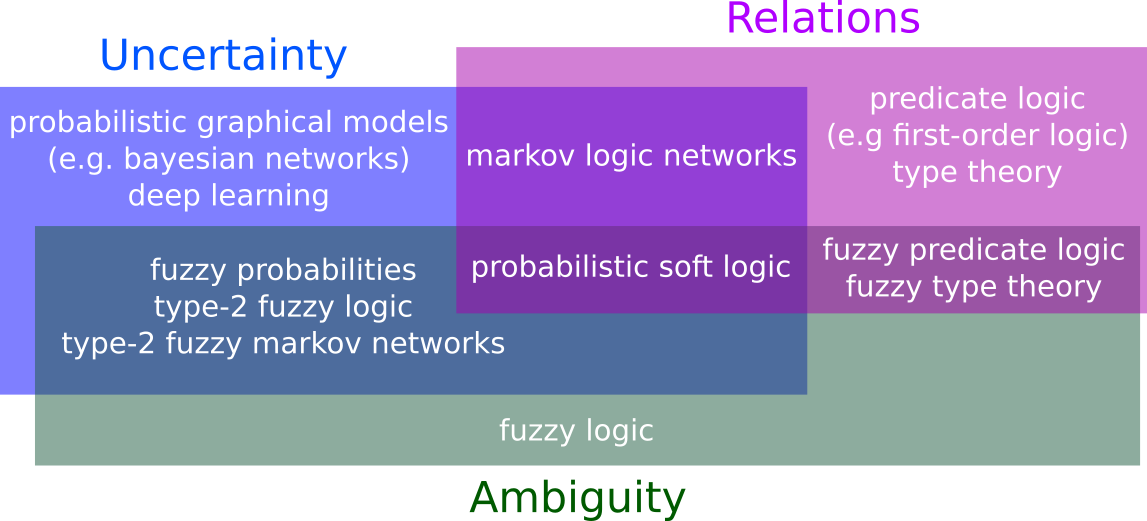 Relations
Uncertainty
probabilistic graphical models
(e.g. bayesian networks)
deep learning
markov logic networks
predicate logic
(e.g first-order logic)
type theory
fuzzy probabilities
type-2 fuzzy logic
type-2 fuzzy markov networks
probabilistic soft logic
fuzzy predicate logic
fuzzy type theory
fuzzy logic
Ambiguity